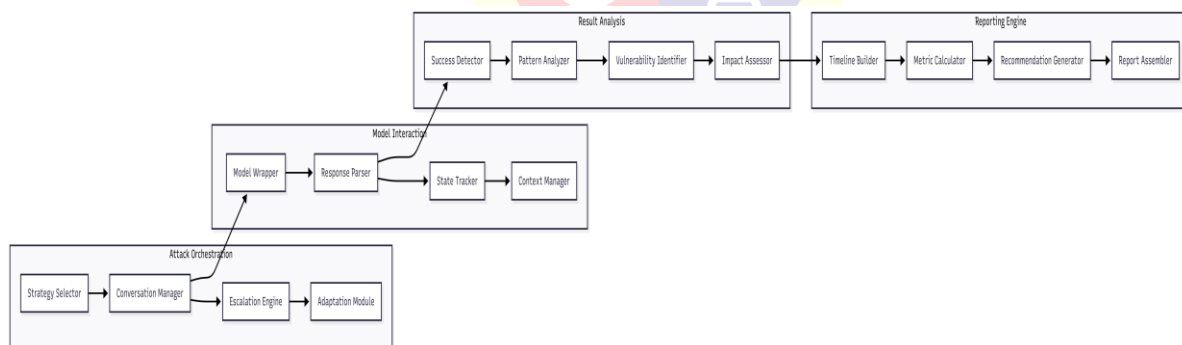 Result Analysis
Success Detector
Pattern Analyzer
Vulnerability Identifier
Impact Assessor
Reporting Engine
Timeline Builder
Metric Calculator
Recommendation Generator
Report Assembler
Model Interaction
Model Wrapper
Response Parser
State Tracker
Context Manager
Attack Orchestration
Strategy Selector
Conversation Manager
Escalation Engine
Adaptation Module